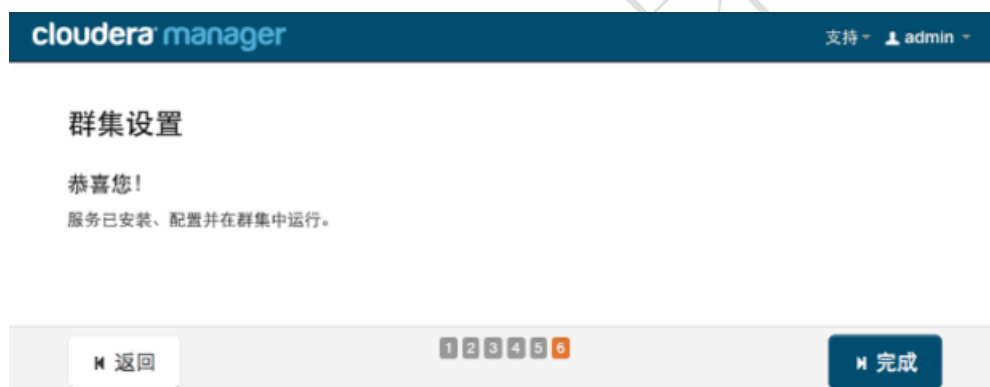 cloudera manager
支持 admin
群集设置
恭喜您！
服务已安装、配置并在群集中运行。
返回
1 2 3 4 5 6
完成